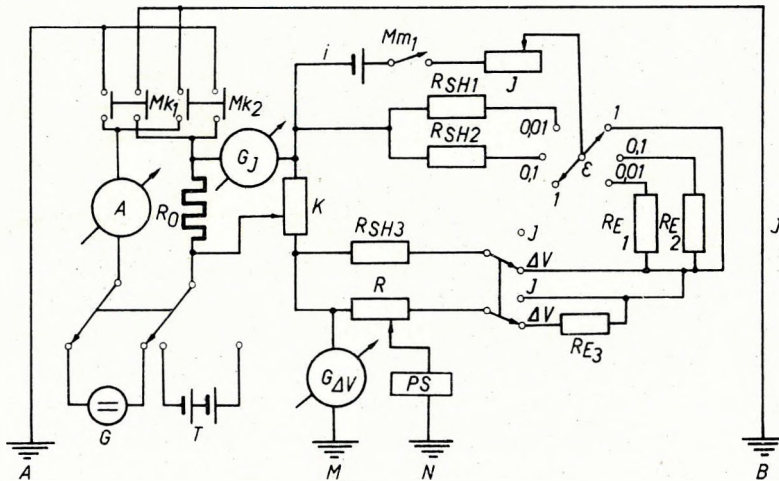 Mm1
i
J
Mk1
Mk2
RSH1
0,01
1
RSH2
0,1
ε
0,1
1
0,01
GJ
A
RO
K
RE1
RE2
RSH3
J
ΔV
J
R
J
ΔV
RE3
GΔV
PS
G
T
A
M
N
B